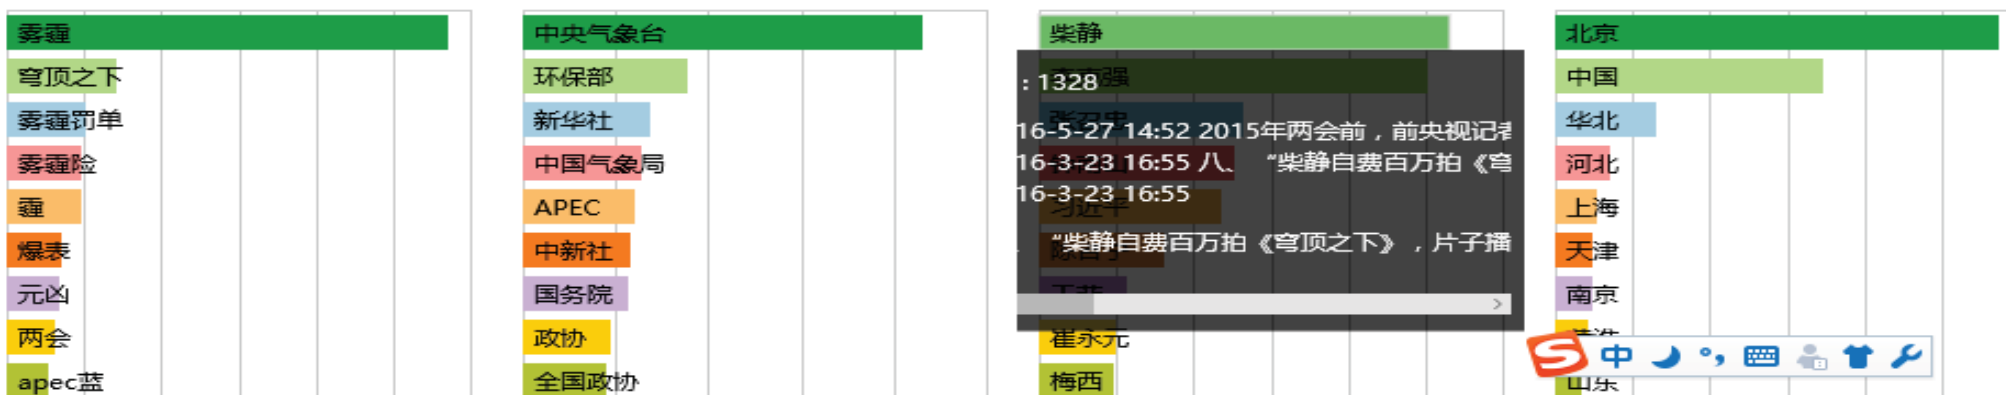 雾霾
穹顶之下
雾霾罚单
雾霾险
霾
爆表
元凶
两会
apec蓝
中央气象台
环保部
新华社
中国气象局
APEC
中新社
国务院
政协
全国政协
柴静
: 1328
16-5-27 14:52 2015年两会前，前央视记者
16-3-23 16:55 八、 “柴静自费百万拍《穹
16-3-23 16:55
“柴静自费百万拍《穹顶之下》，片子播
习近平
崔永元
梅西
北京
中国
华北
河北
上海
天津
南京
山东
中